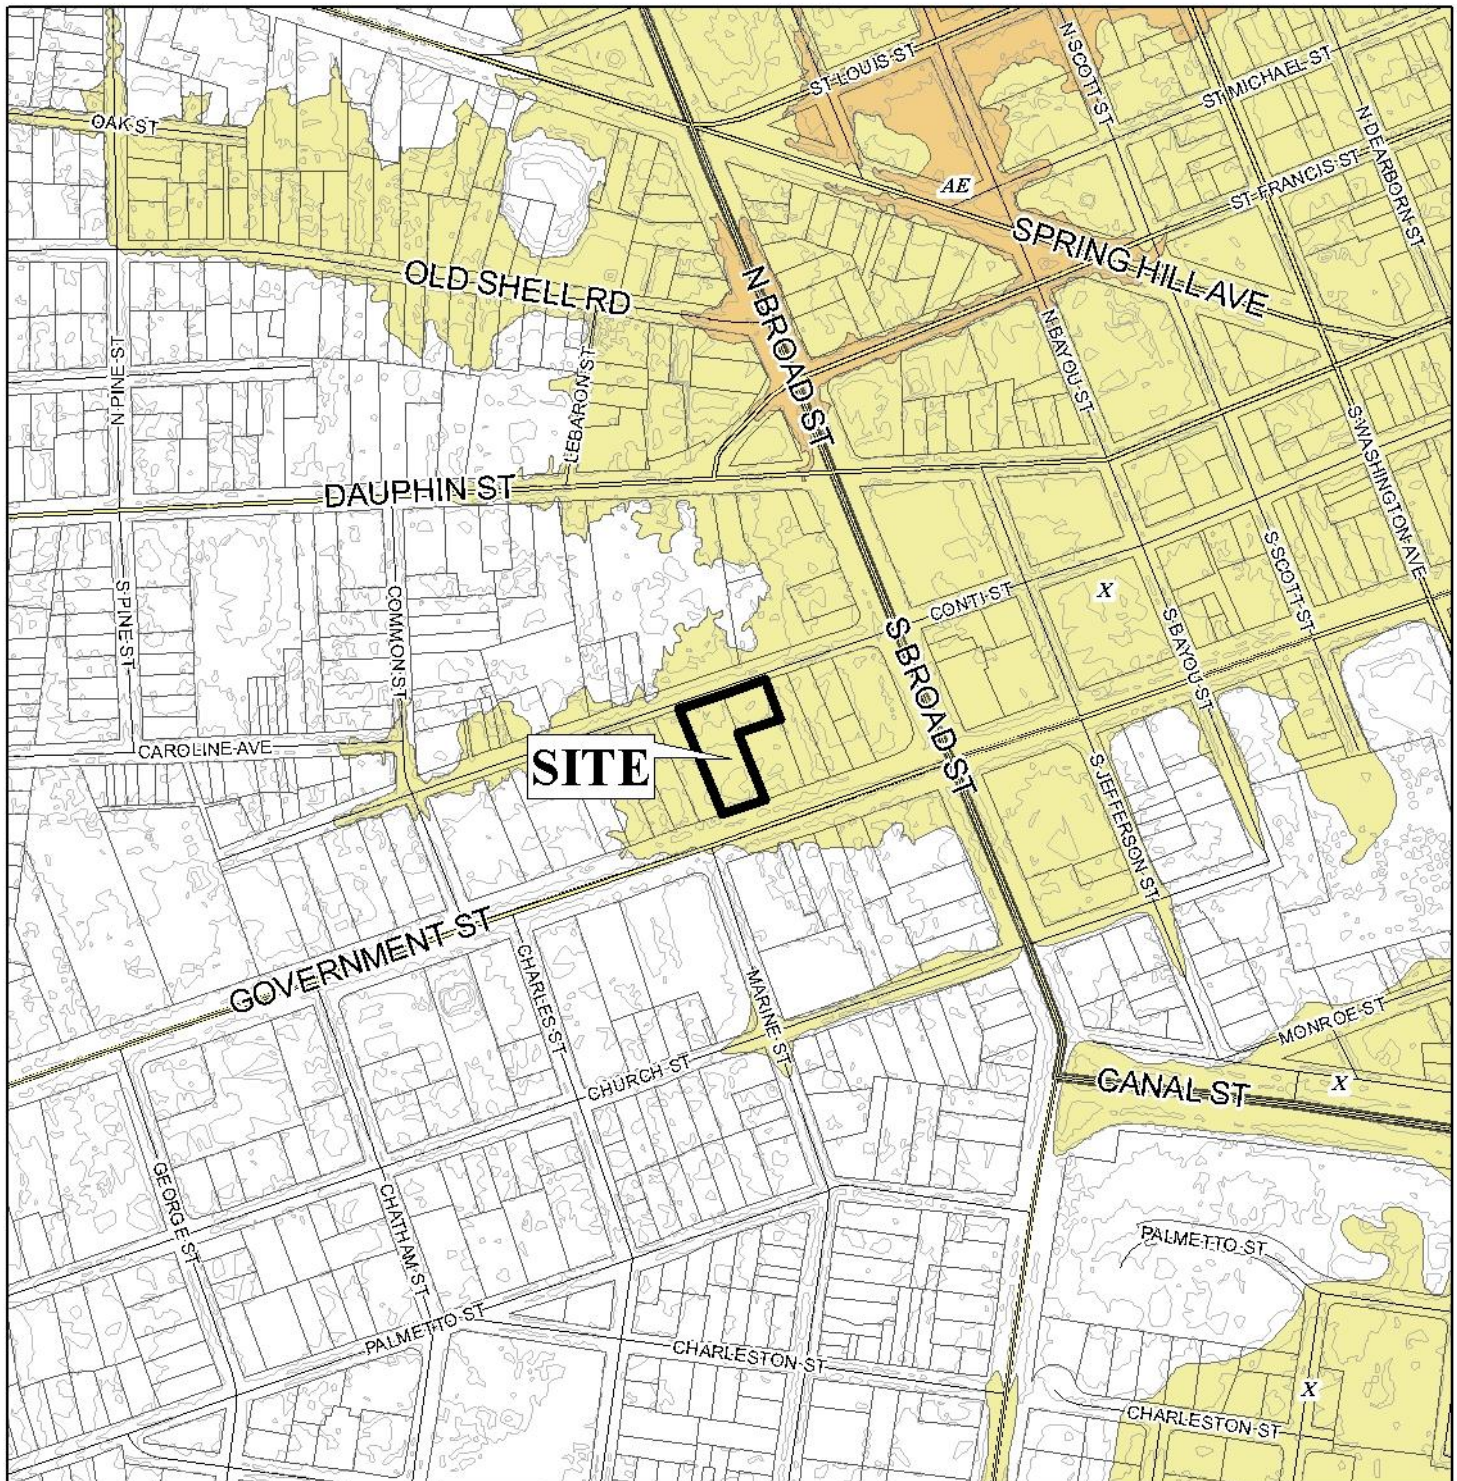 N SCOTT ST
ST LOUIS ST
ST MICHAEL ST
OAK ST
N DEARBORN ST
ST FRANCIS ST
AE
SPRING HILL AVE
OLD SHELL RD
N BROAD ST
N BAYOU ST
N PINE ST
LEBARON ST
S WASHINGTON AVE
DAUPHIN ST
S SCOTT ST
CONTI ST
X
S PINE ST
COMMON ST
S BROAD ST
S BAYOU ST
CAROLINE AVE
SITE
S JEFFERSON ST
GOVERNMENT ST
CHARLES ST
MARINE ST
MONROE ST
CHURCH ST
CANAL ST
X
GEORGE ST
CHATHAM ST
PALMETTO ST
PALMETTO ST
CHARLESTON ST
X
CHARLESTON ST